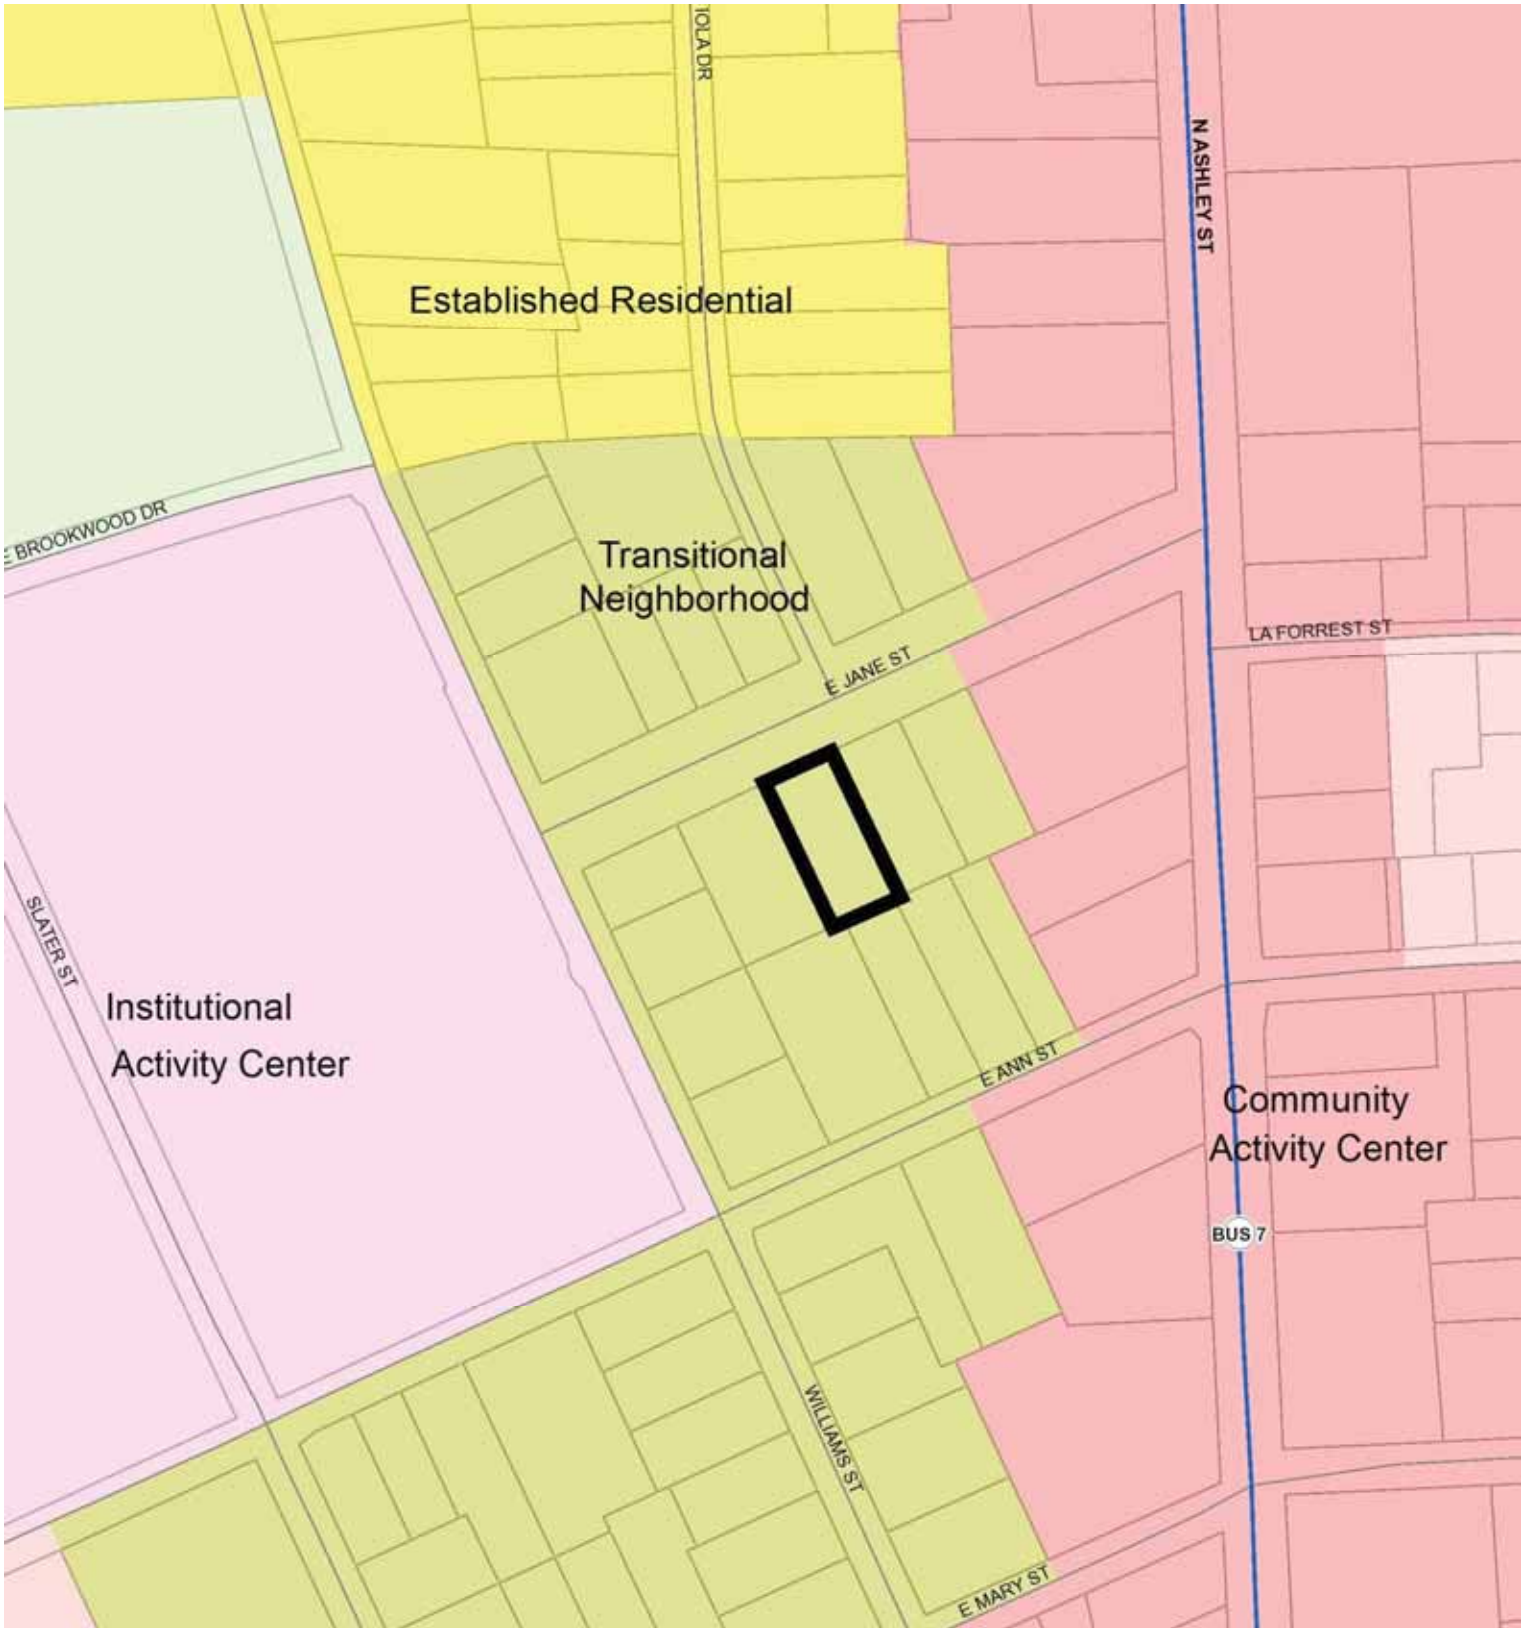 IOLA DR
N ASHLEY ST
Established Residential
E BROOKWOOD DR
Transitional
Neighborhood
LA FORREST ST
E JANE ST
SLATER ST
Institutional
Activity Center
E ANN ST
Community
Activity Center
BUS 7
WILLIAMS ST
E MARY ST